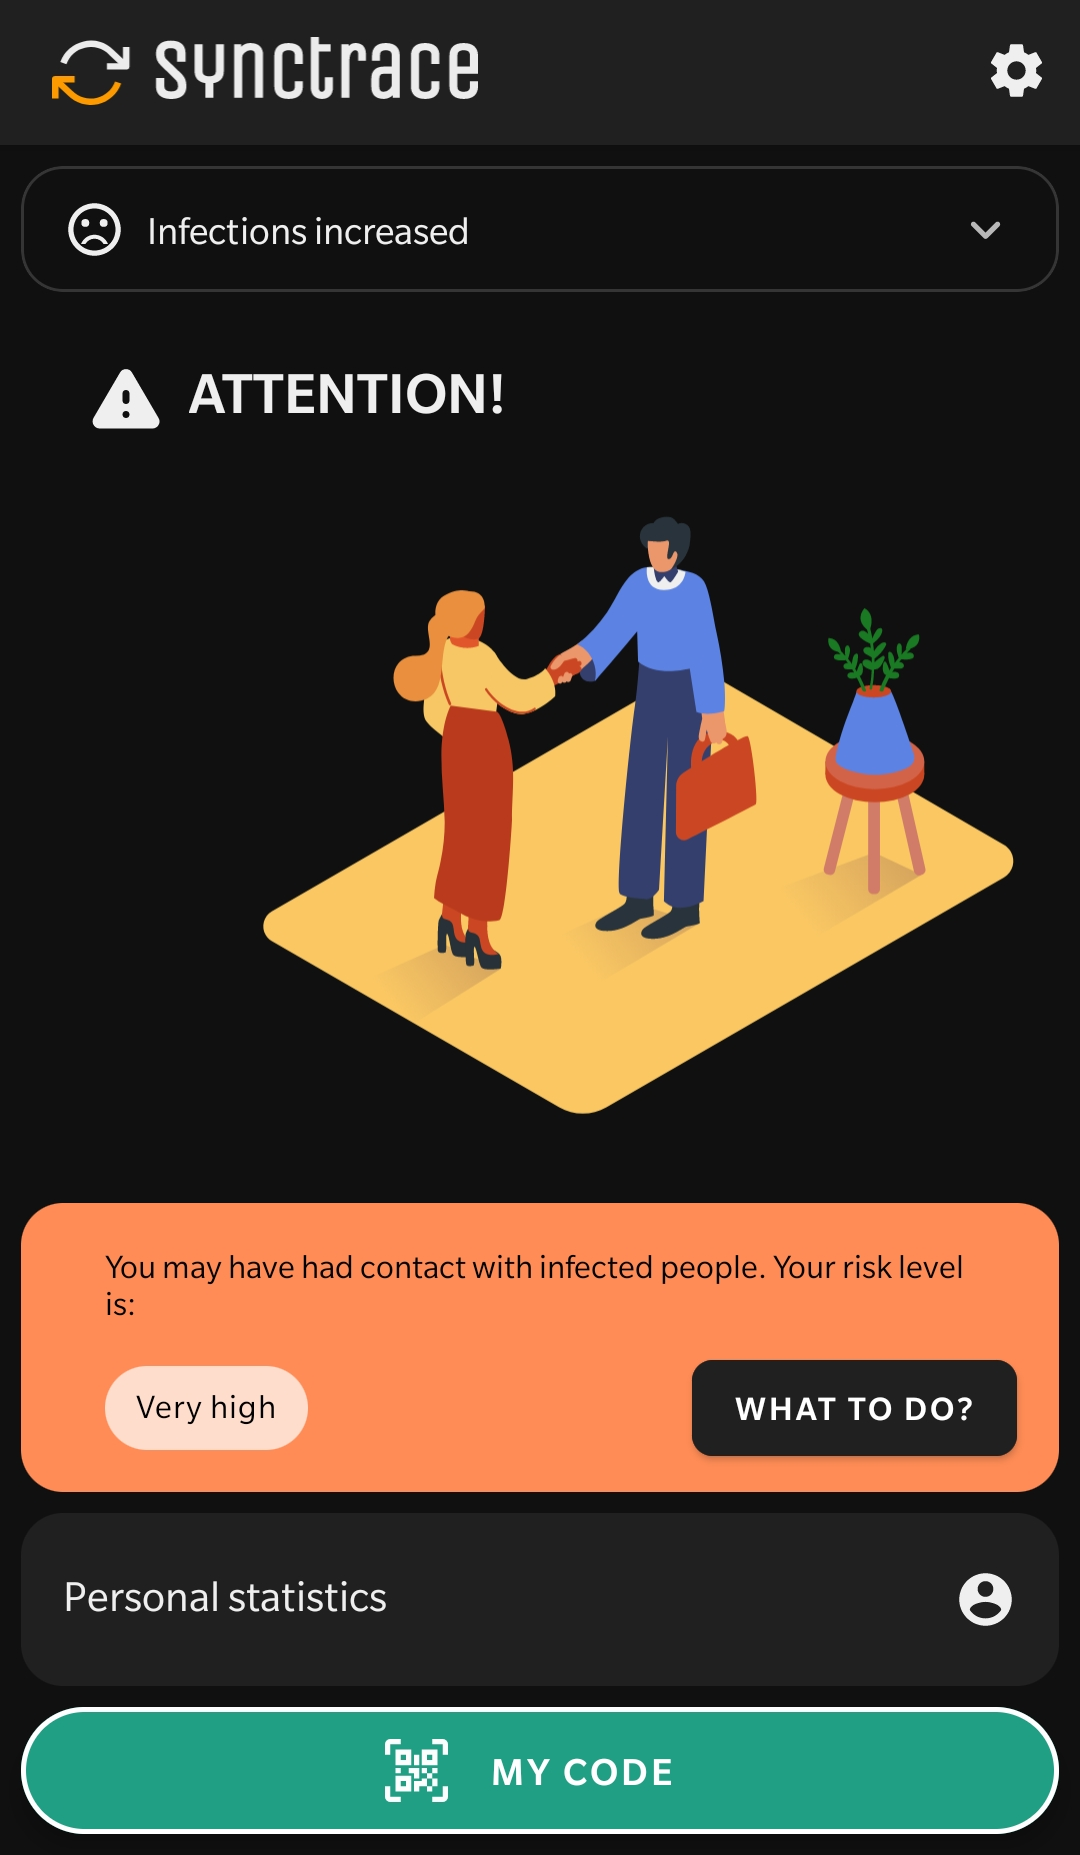 Synctrace
Infections increased
ATTENTION!
You may have had contact with infected people. Your risk level
is:
Very high
WHAT TO DO?
Personal statistics
MY CODE